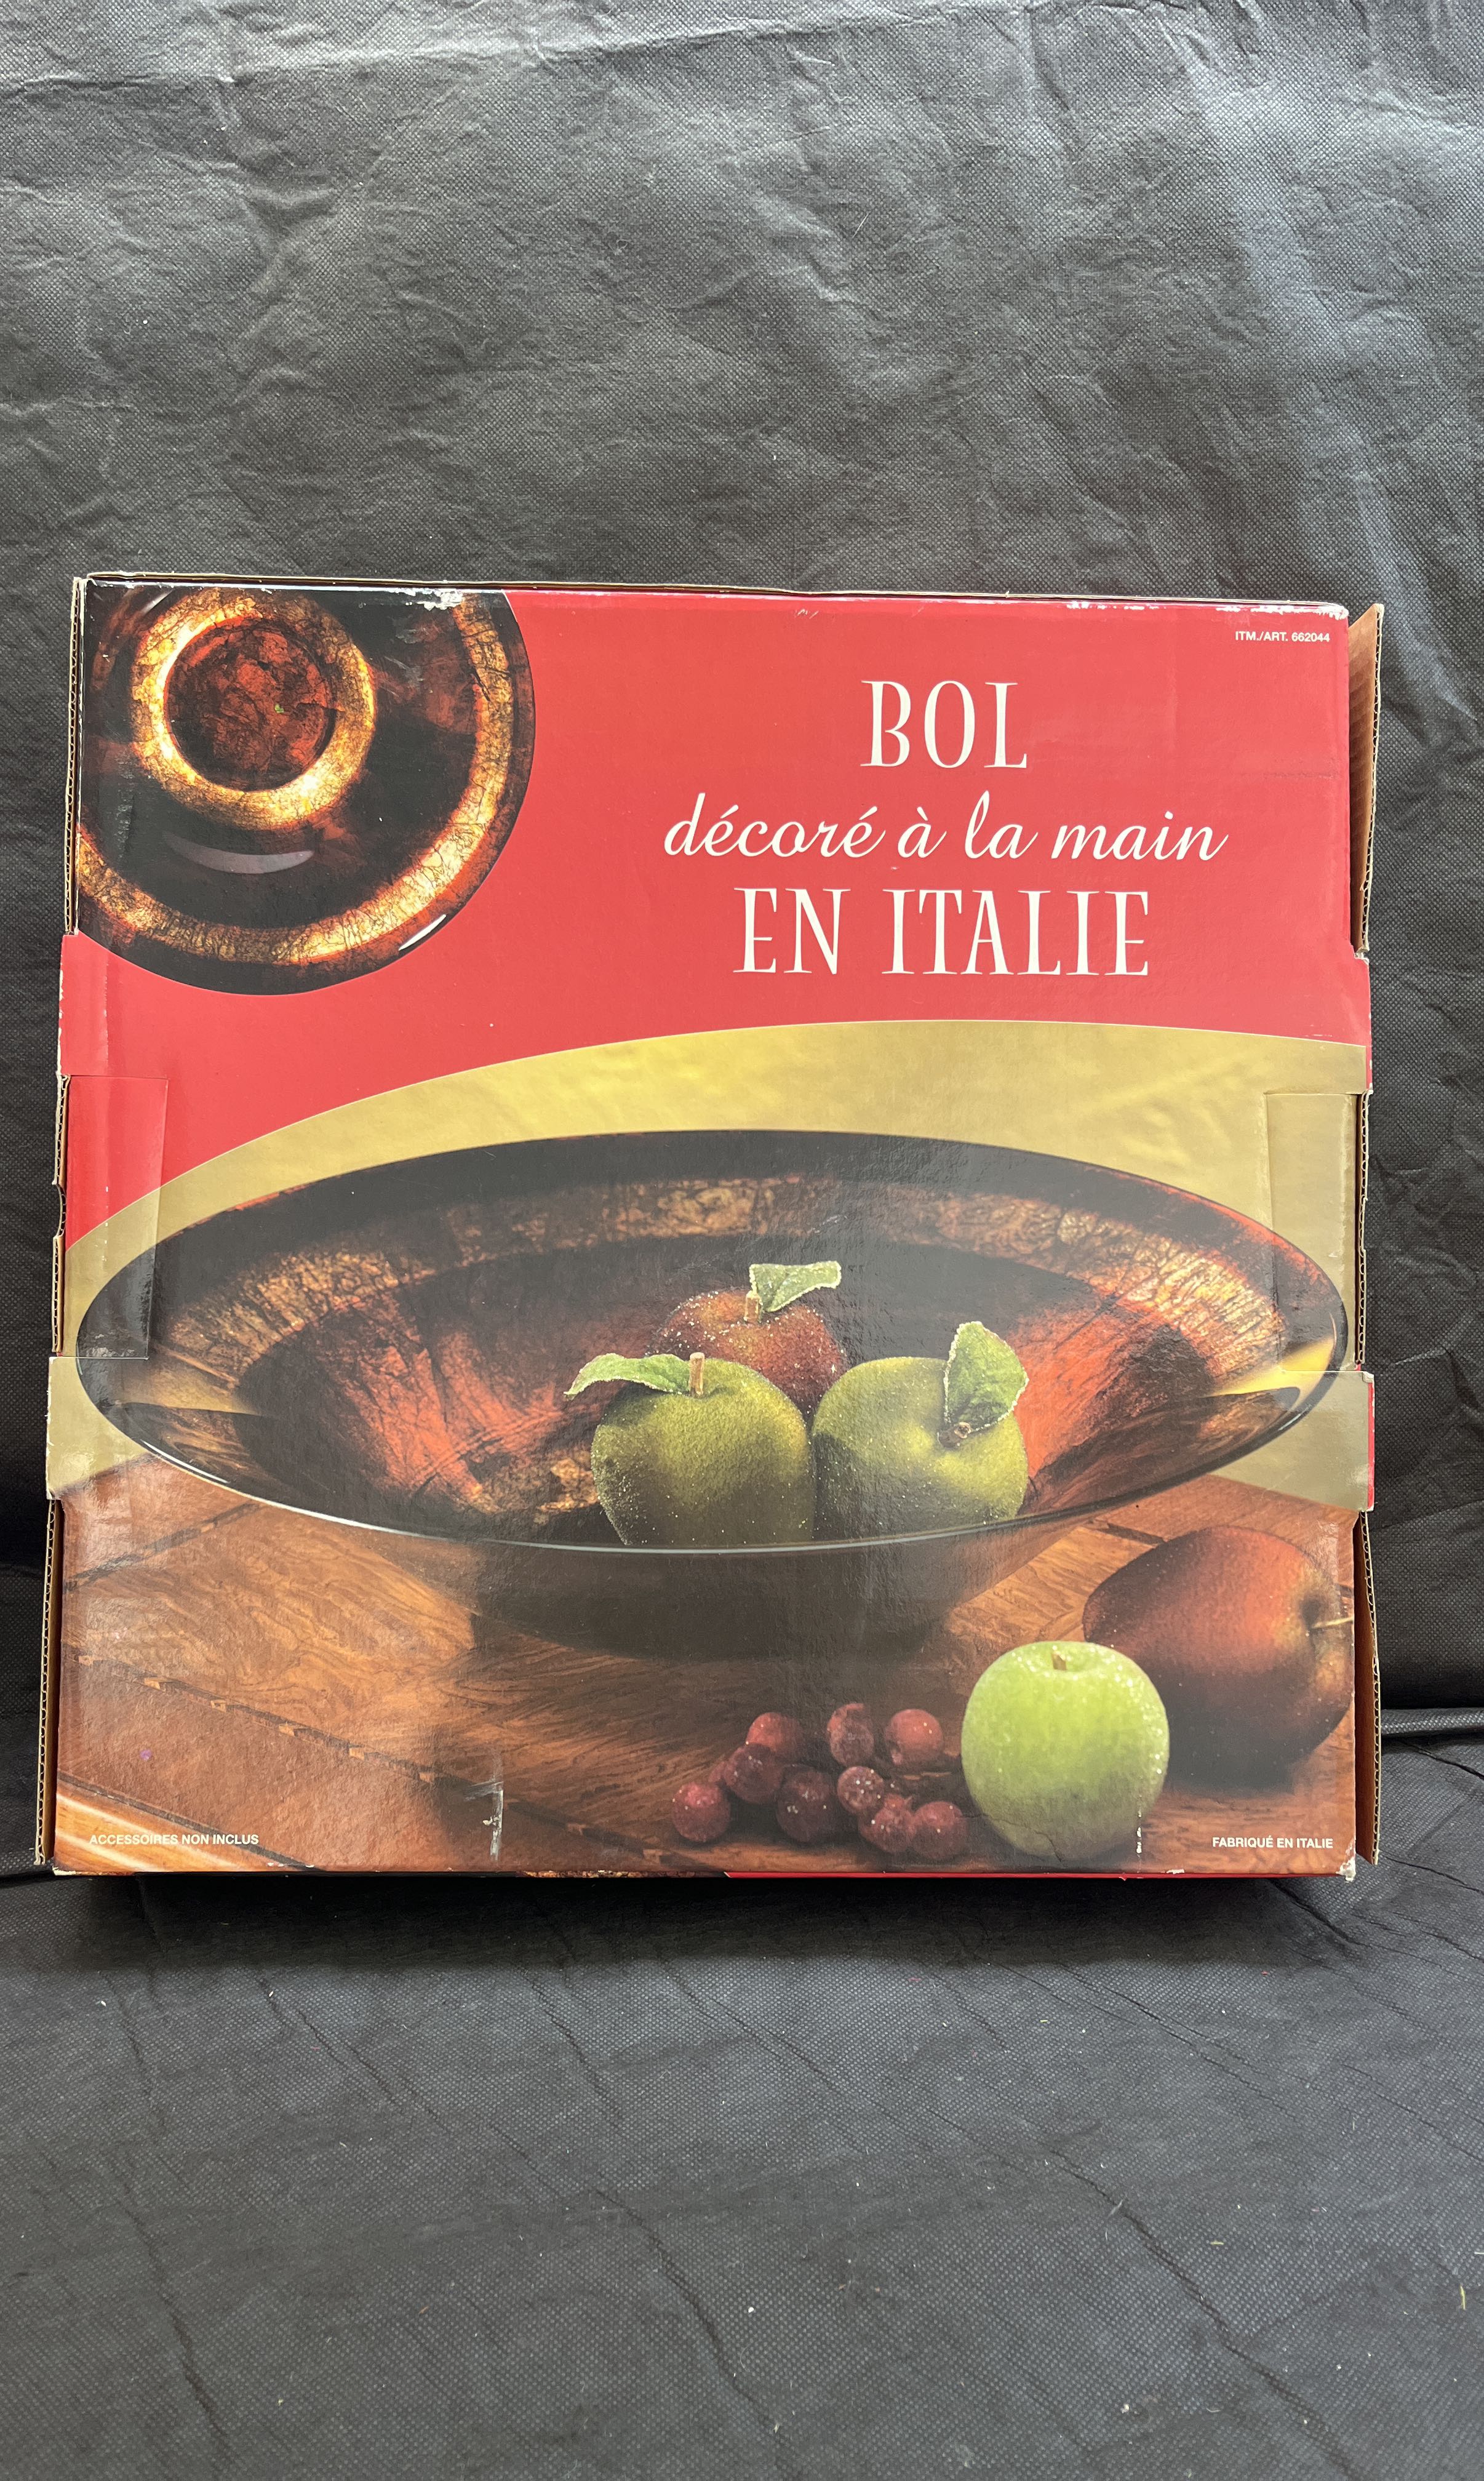 ITM./ART. 662044
BOL
décoré à la main
EN ITALIE
ACCESSOIRES NON INCLUS
FABRIQUÉ EN ITALIE